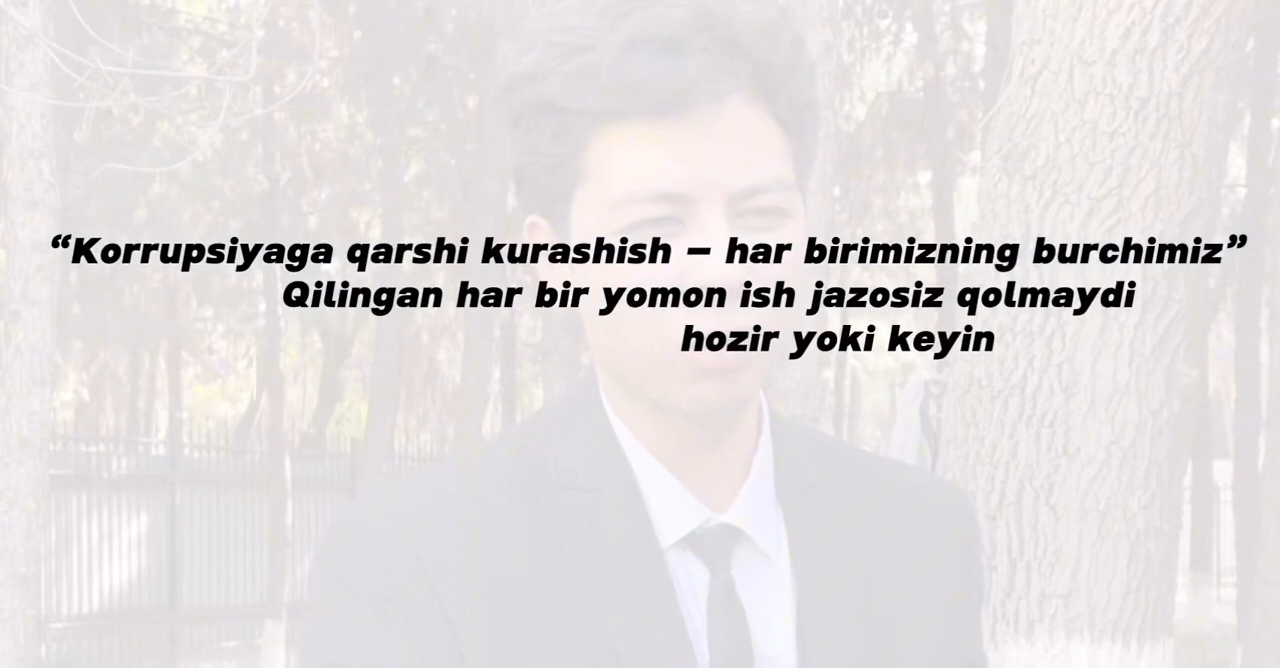 “Korrupsiyaga qarshi kurashish – har birimizning burchimiz”
Qilingan har bir yomon ish jazosiz qolmaydi
hozir yoki keyin